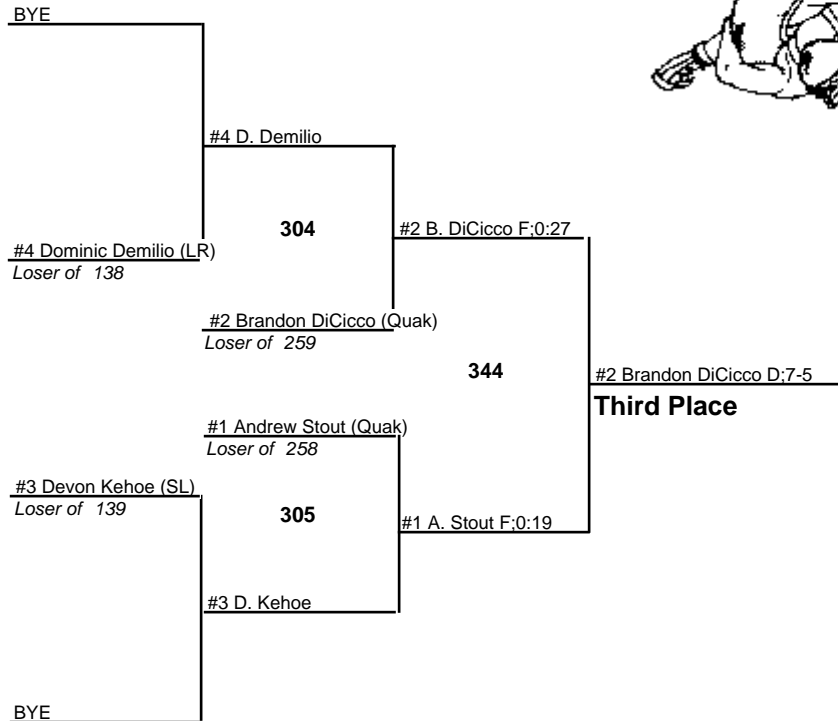 BYE
#4 D. Demilio
304
#2 B. DiCicco F;0:27
#4 Dominic Demilio (LR)
Loser of 138
#2 Brandon DiCicco (Quak)
Loser of 259
344
#2 Brandon DiCicco D;7-5
Third Place
#1 Andrew Stout (Quak)
Loser of 258
#3 Devon Kehoe (SL)
Loser of 139
305
#1 A. Stout F;0:19
#3 D. Kehoe
BYE